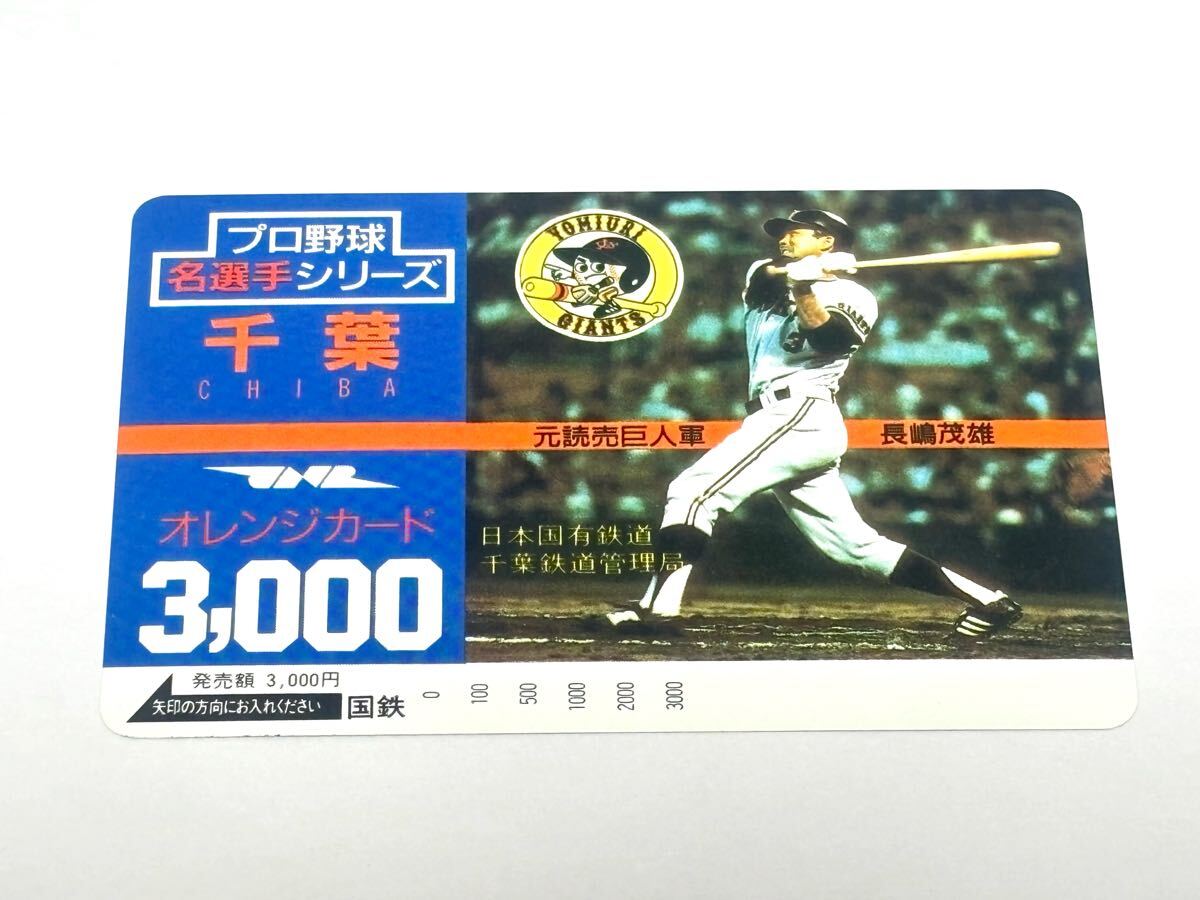 プロ野球
名選手シリーズ
千葉
CHIBA
JNR
オレンジカード
3,000
YOMIURI
GIANTS
元読売巨人軍 長嶋茂雄
日本国有鉄道
千葉鉄道管理局
発売額 3,000円
矢印の方向にお入れください
国鉄
0 100 500 1000 2000 3000